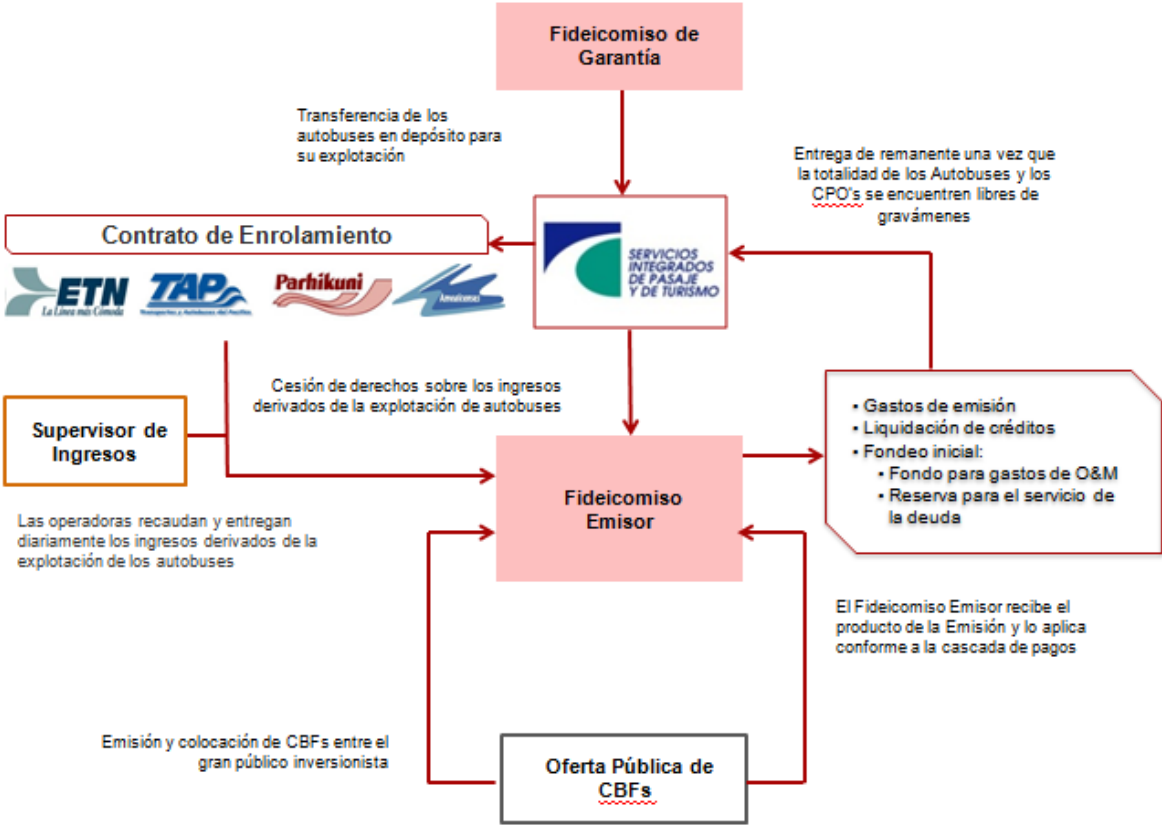 Fideicomiso de
Garantía
Transferencia de los
autobuses en depósito para
su explotación
Entrega de remanente una vez que
la totalidad de los Autobuses y los
CPO's se encuentren libres de
gravámenes
Contrato de Enrolamiento
SERVICIOS
INTEGRADOS
DE PASAJE
Y DE TURISMO
ETN
La Línea más Cómoda
TAP
Transportes y Autobuses del Pacífico
Parhikuni
Amealcenses
Cesión de derechos sobre los ingresos
derivados de la explotación de autobuses
Supervisor de
Ingresos
• Gastos de emisión
• Liquidación de créditos
• Fondeo inicial:
• Fondo para gastos de O&M
• Reserva para el servicio de
la deuda
Fideicomiso
Emisor
Las operadoras recaudan y entregan
diariamente los ingresos derivados de la
explotación de los autobuses
El Fideicomiso Emisor recibe el
producto de la Emisión y lo aplica
conforme a la cascada de pagos
Emisión y colocación de CBFs entre el
gran público inversionista
Oferta Pública de
CBFs